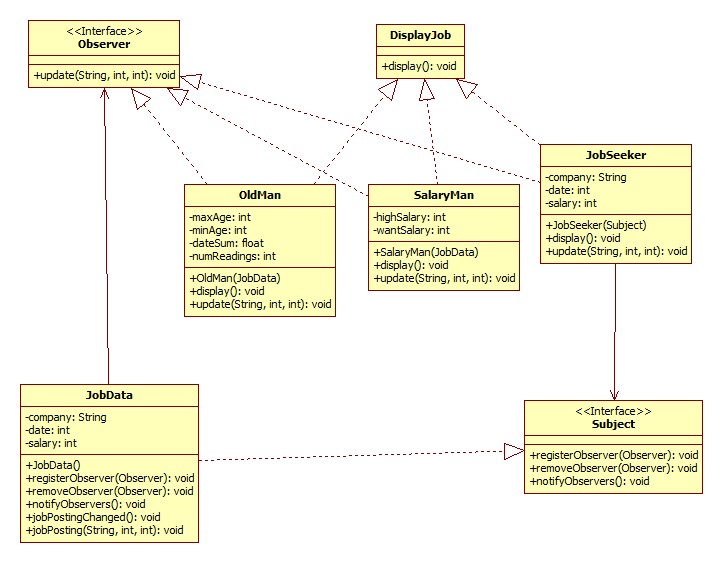 <<Interface>>
Observer
+update(String, int, int): void
DisplayJob
+display(): void
JobSeeker
-company: String
-date: int
-salary: int
+JobSeeker(Subject)
+display(): void
+update(String, int, int): void
OldMan
-maxAge: int
-minAge: int
-dateSum: float
-numReadings: int
+OldMan(JobData)
+display(): void
+update(String, int, int): void
SalaryMan
-highSalary: int
-wantSalary: int
+SalaryMan(JobData)
+display(): void
+update(String, int, int): void
JobData
-company: String
-date: int
-salary: int
+JobData()
+registerObserver(Observer): void
+removeObserver(Observer): void
+notifyObservers(): void
+jobPostingChanged(): void
+jobPosting(String, int, int): void
<<Interface>>
Subject
+registerObserver(Observer): void
+removeObserver(Observer): void
+notifyObservers(): void